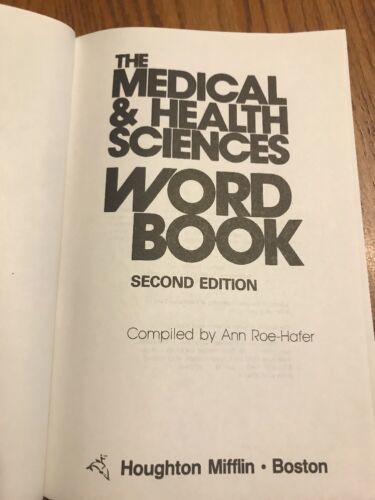 THE
MEDICAL
& HEALTH
SCIENCES
WORD
BOOK
SECOND EDITION
Compiled by Ann Roe-Hafer
Houghton Mifflin · Boston